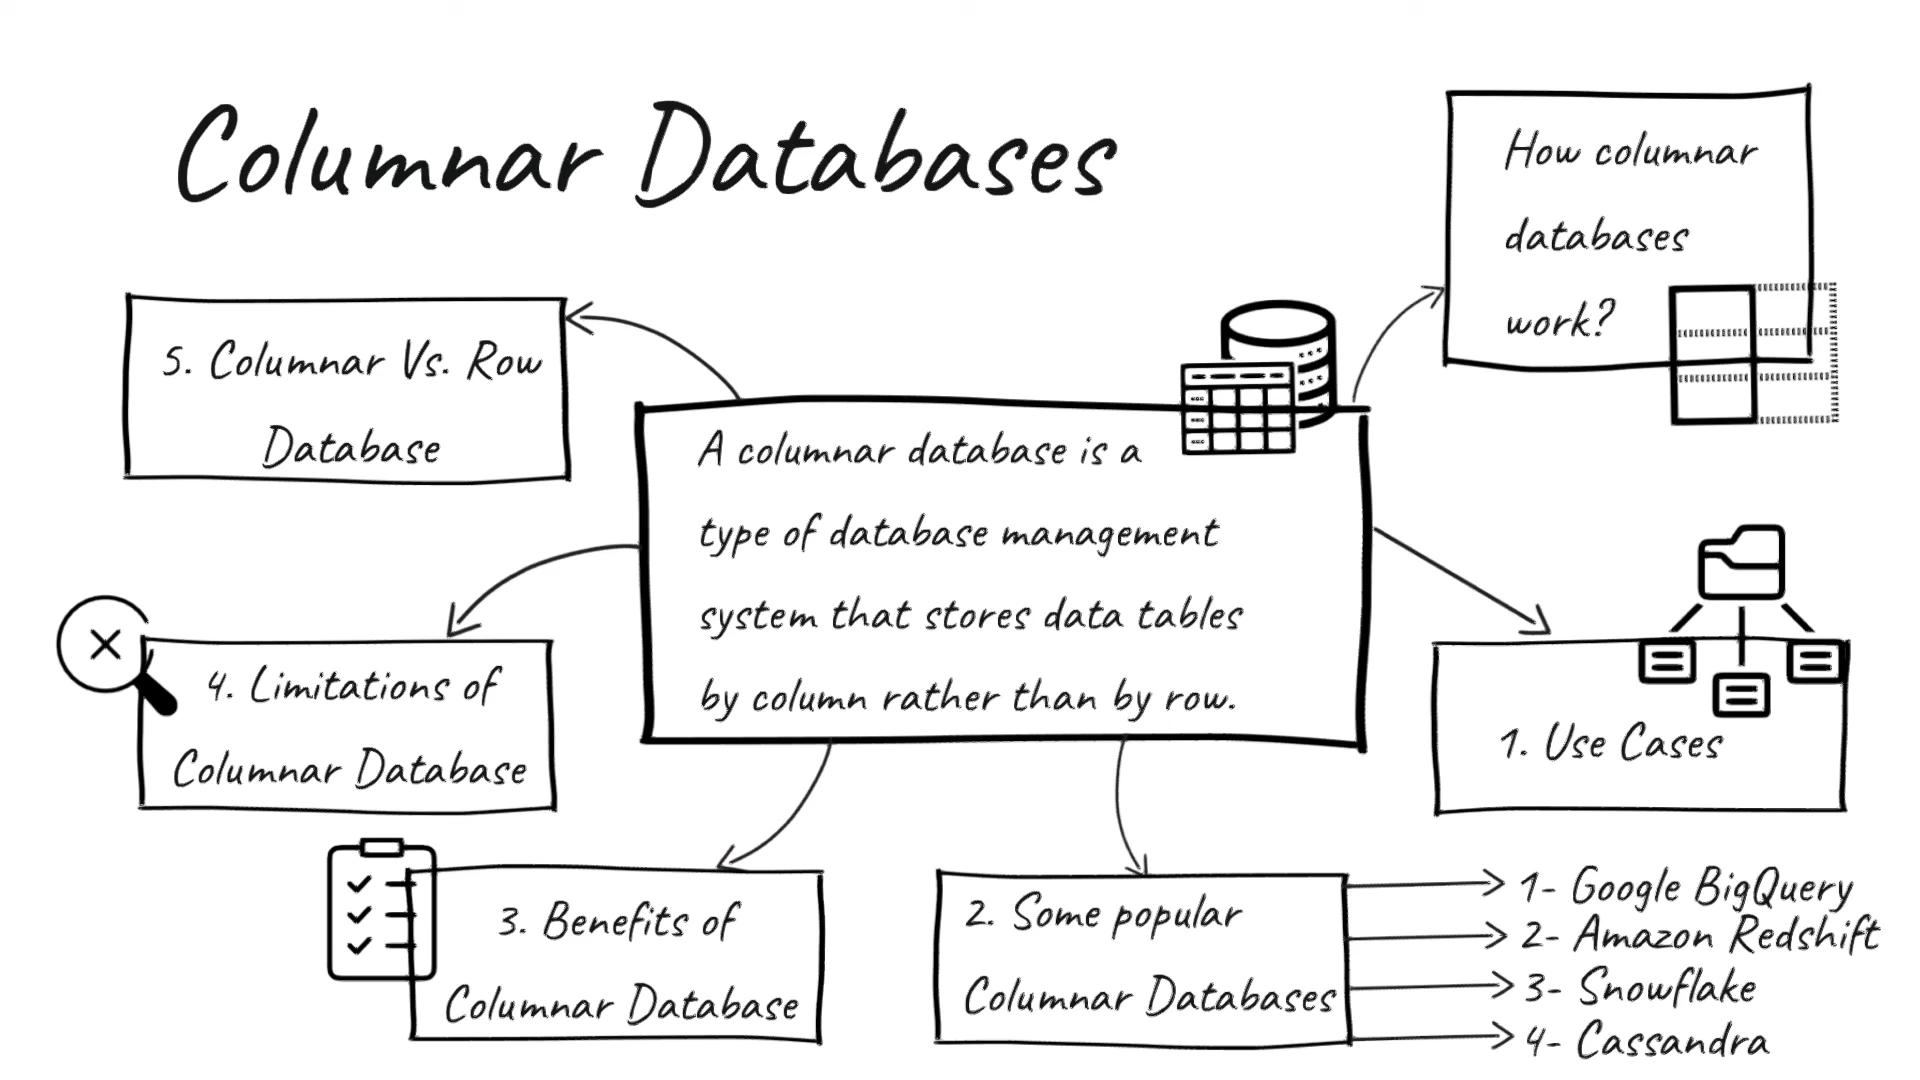 Columnar Databases
How columnar
databases
work?
5. Columnar Vs. Row
Database
A columnar database is a
type of database management
system that stores data tables
by column rather than by row.
4. Limitations of
Columnar Database
1. Use Cases
3. Benefits of
Columnar Database
2. Some popular
Columnar Databases
1- Google BigQuery
2- Amazon Redshift
3- Snowflake
4- Cassandra